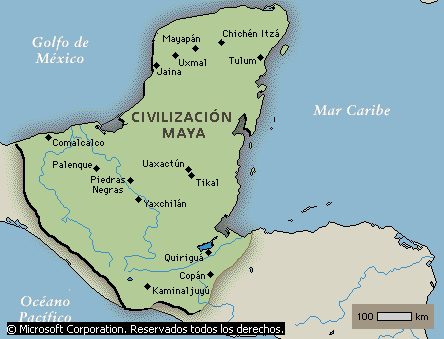 Golfo de
México
Chichén Itzá
Mayapán
Uxmal
Tulum
Jaina
CIVILIZACIÓN
MAYA
Mar Caribe
Comalcalco
Palenque
Uaxactún
Piedras
Negras
Tikal
Yaxchilán
Quiriguá
Copán
Kaminaljuyú
Océano
Pacífico
100 km
© Microsoft Corporation. Reservados todos los derechos.